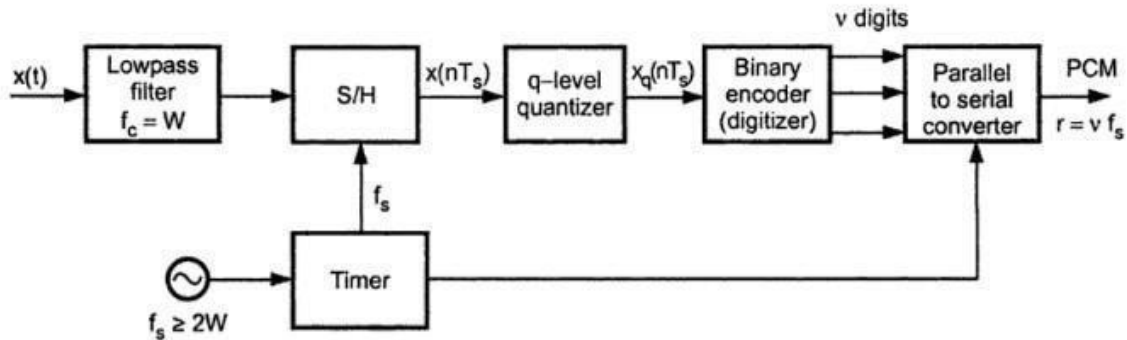 ν digits
x(t)
Lowpass
filter
f_c = W
S/H
x(nT_s)
q–level
quantizer
x_q(nT_s)
Binary
encoder
(digitizer)
Parallel
to serial
converter
PCM
r = ν f_s
f_s
Timer
f_s ≥ 2W